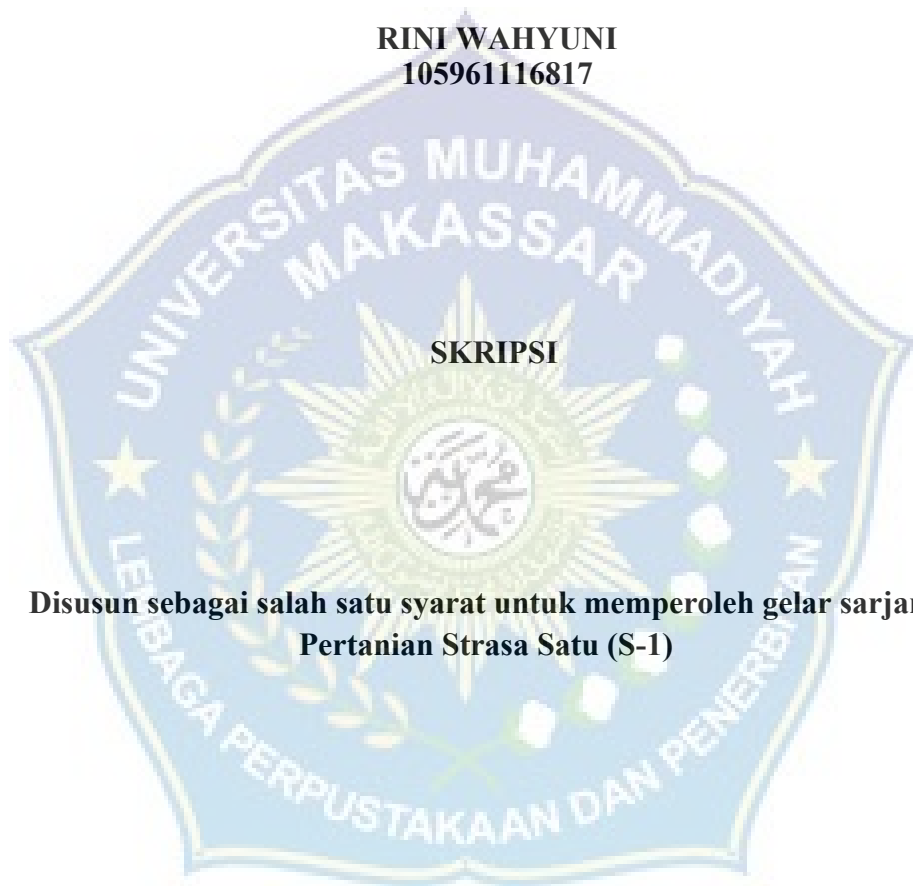 RINI WAHYUNI
105961116817
UNIVERSITAS MUHAMMADIYAH
MAKASSAR
SKRIPSI
Disusun sebagai salah satu syarat untuk memperoleh gelar sarjan
Pertanian Strasa Satu (S-1)
LEMBAGA PERPUSTAKAAN DAN PENERBITAN